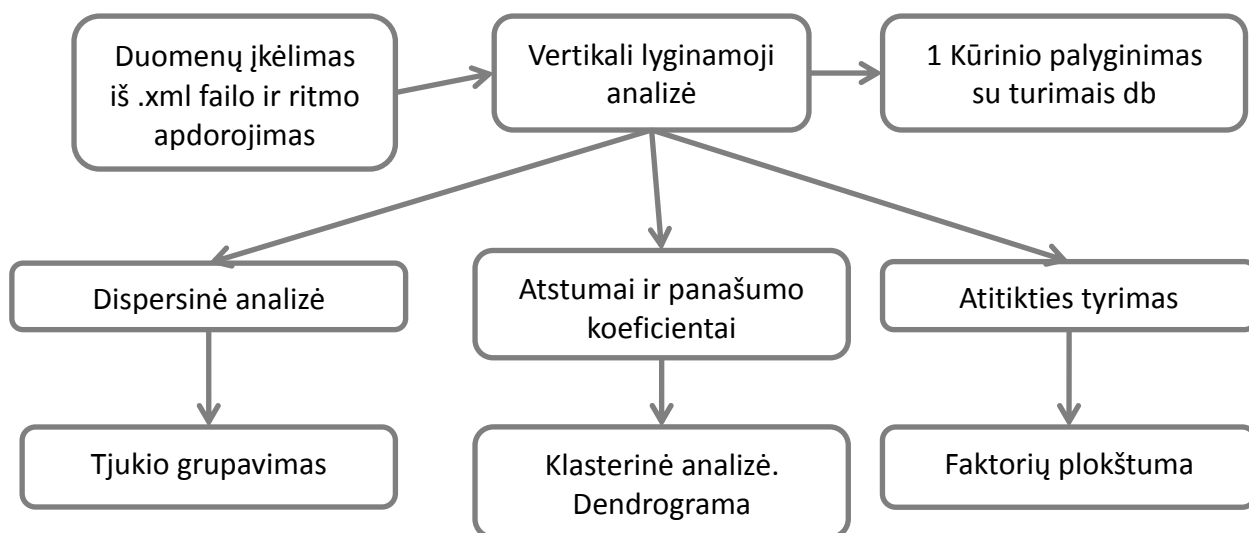 Duomenų įkėlimas
iš .xml failo ir ritmo
apdorojimas
Vertikali lyginamoji
analizė
1 Kūrinio palyginimas
su turimais db
Dispersinė analizė
Atstumai ir panašumo
koeficientai
Atitikties tyrimas
Tjukio grupavimas
Klasterinė analizė.
Dendrograma
Faktorių plokštuma